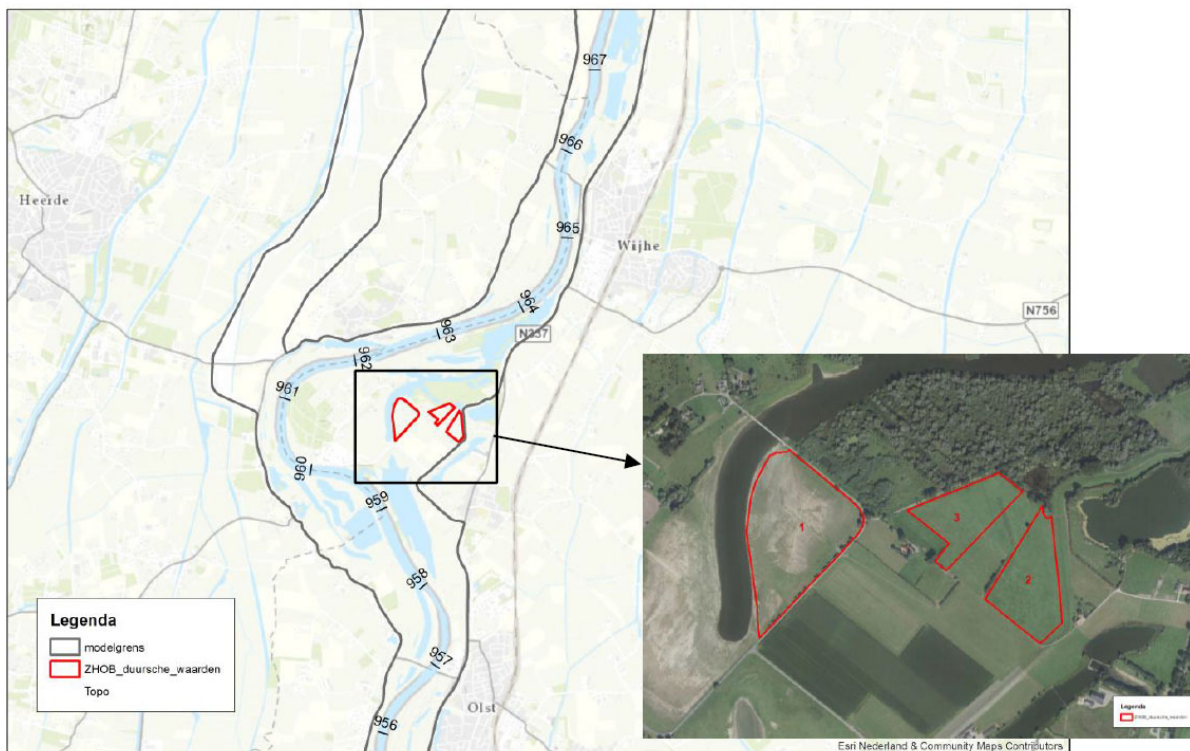 967
966
Heerde
965
Wijhe
964
963
N337
N756
962
961
960
959
958
957
956
Olst
1
3
2
Legenda
modelgrens
ZHOB_duursche_waarden
Topo
Legenda
ZHOB_duursche_waarden
Esri Nederland & Community Maps Contributors